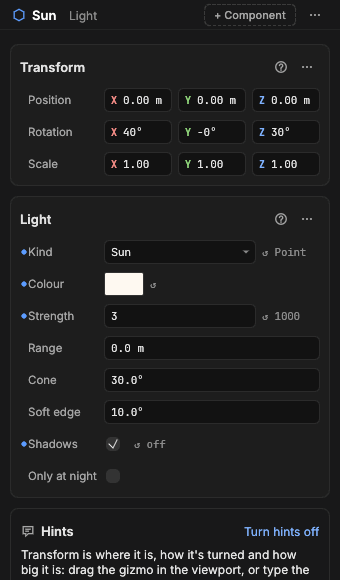 Sun Light + Component ...
Transform
Position X 0.00 m Y 0.00 m Z 0.00 m
Rotation X 40° Y -0° Z 30°
Scale X 1.00 Y 1.00 Z 1.00
Light
Kind Sun ↺ Point
Colour ↺
Strength 3 ↺ 1000
Range 0.0 m
Cone 30.0°
Soft edge 10.0°
Shadows ✓ ↺ off
Only at night
Hints Turn hints off
Transform is where it is, how it's turned and how
big it is: drag the gizmo in the viewport, or type the